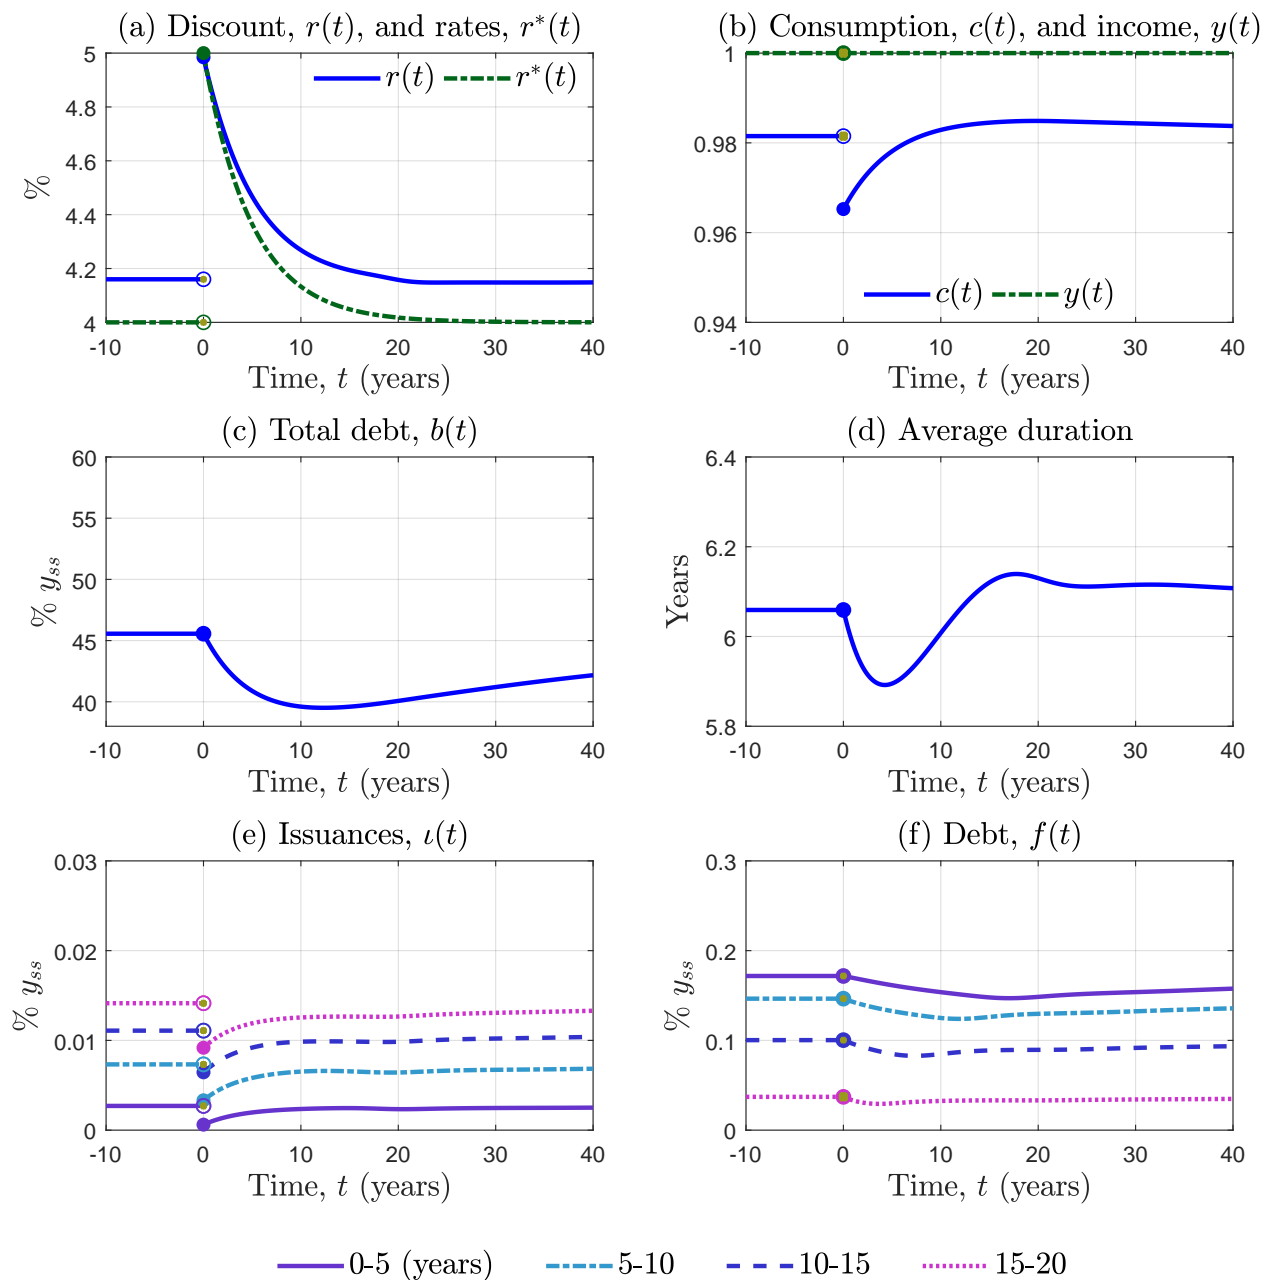 (a) Discount, r(t), and rates, r*(t)
5
4.8
4.6
4.4
4.2
4
%
r(t) r*(t)
-10 0 10 20 30 40
Time, t (years)
(b) Consumption, c(t), and income, y(t)
1
0.98
0.96
0.94
c(t) y(t)
-10 0 10 20 30 40
Time, t (years)
(c) Total debt, b(t)
60
55
50
45
40
% yss
-10 0 10 20 30 40
Time, t (years)
(d) Average duration
6.4
6.2
6
5.8
Years
-10 0 10 20 30 40
Time, t (years)
(e) Issuances, ι(t)
0.03
0.02
0.01
0
% yss
-10 0 10 20 30 40
Time, t (years)
(f) Debt, f(t)
0.3
0.2
0.1
0
% yss
-10 0 10 20 30 40
Time, t (years)
0-5 (years) 5-10 10-15 15-20